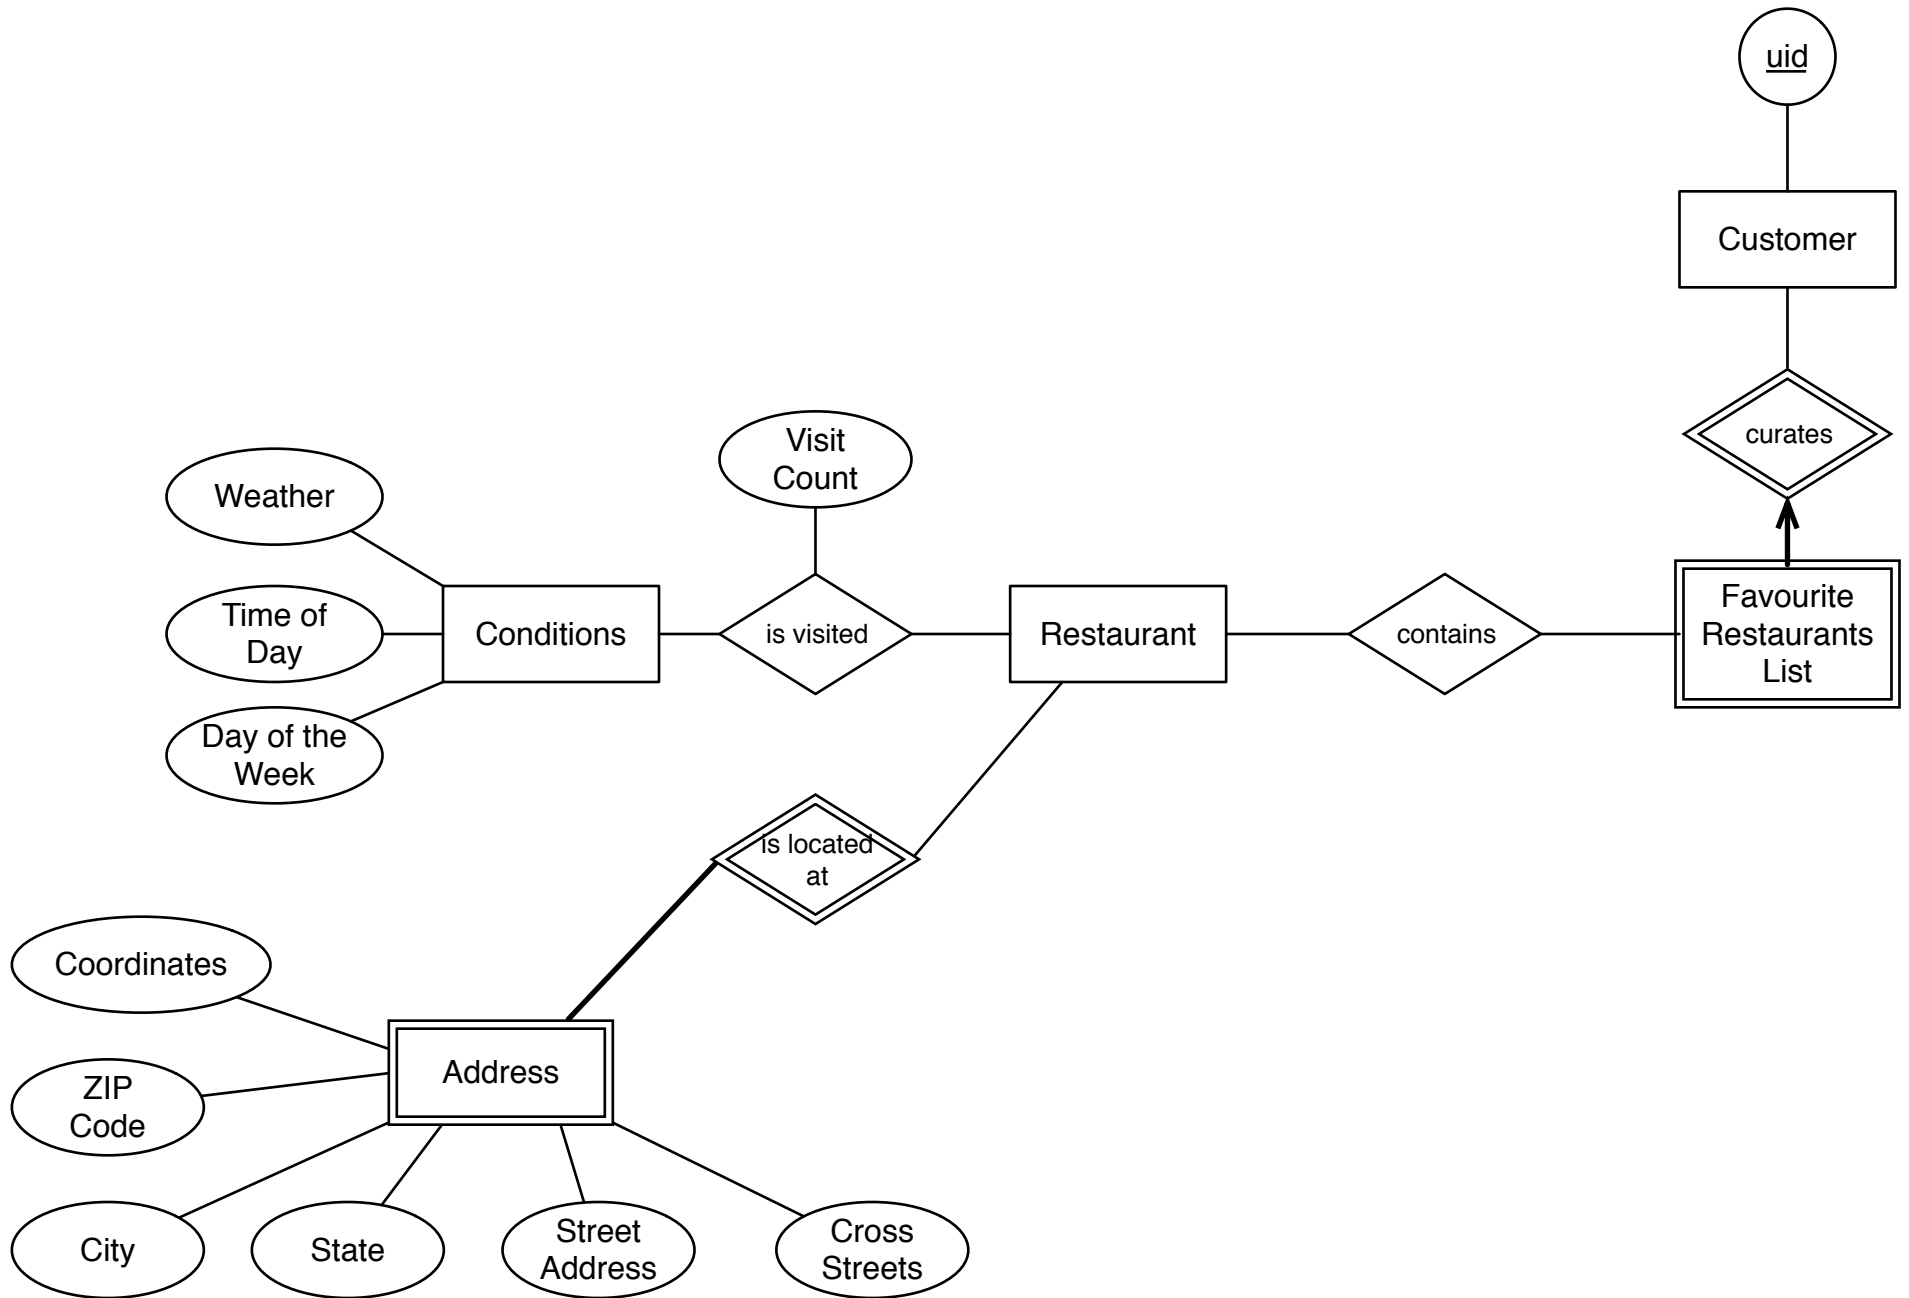 uid
Customer
curates
Visit
Count
Weather
Time of
Day
Conditions
is visited
Restaurant
contains
Favourite
Restaurants
List
Day of the
Week
is located
at
Coordinates
Address
ZIP
Code
City
State
Street
Address
Cross
Streets